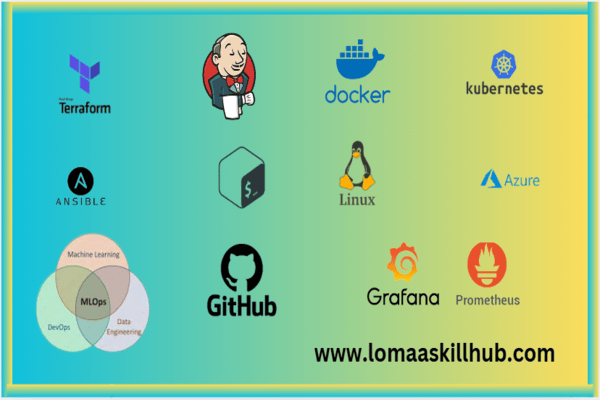 Terraform
docker
kubernetes
ANSIBLE
$_
Linux
Azure
Machine Learning
MLOps
DevOps
Data
Engineering
GitHub
Grafana
Prometheus
www.lomaaskillhub.com